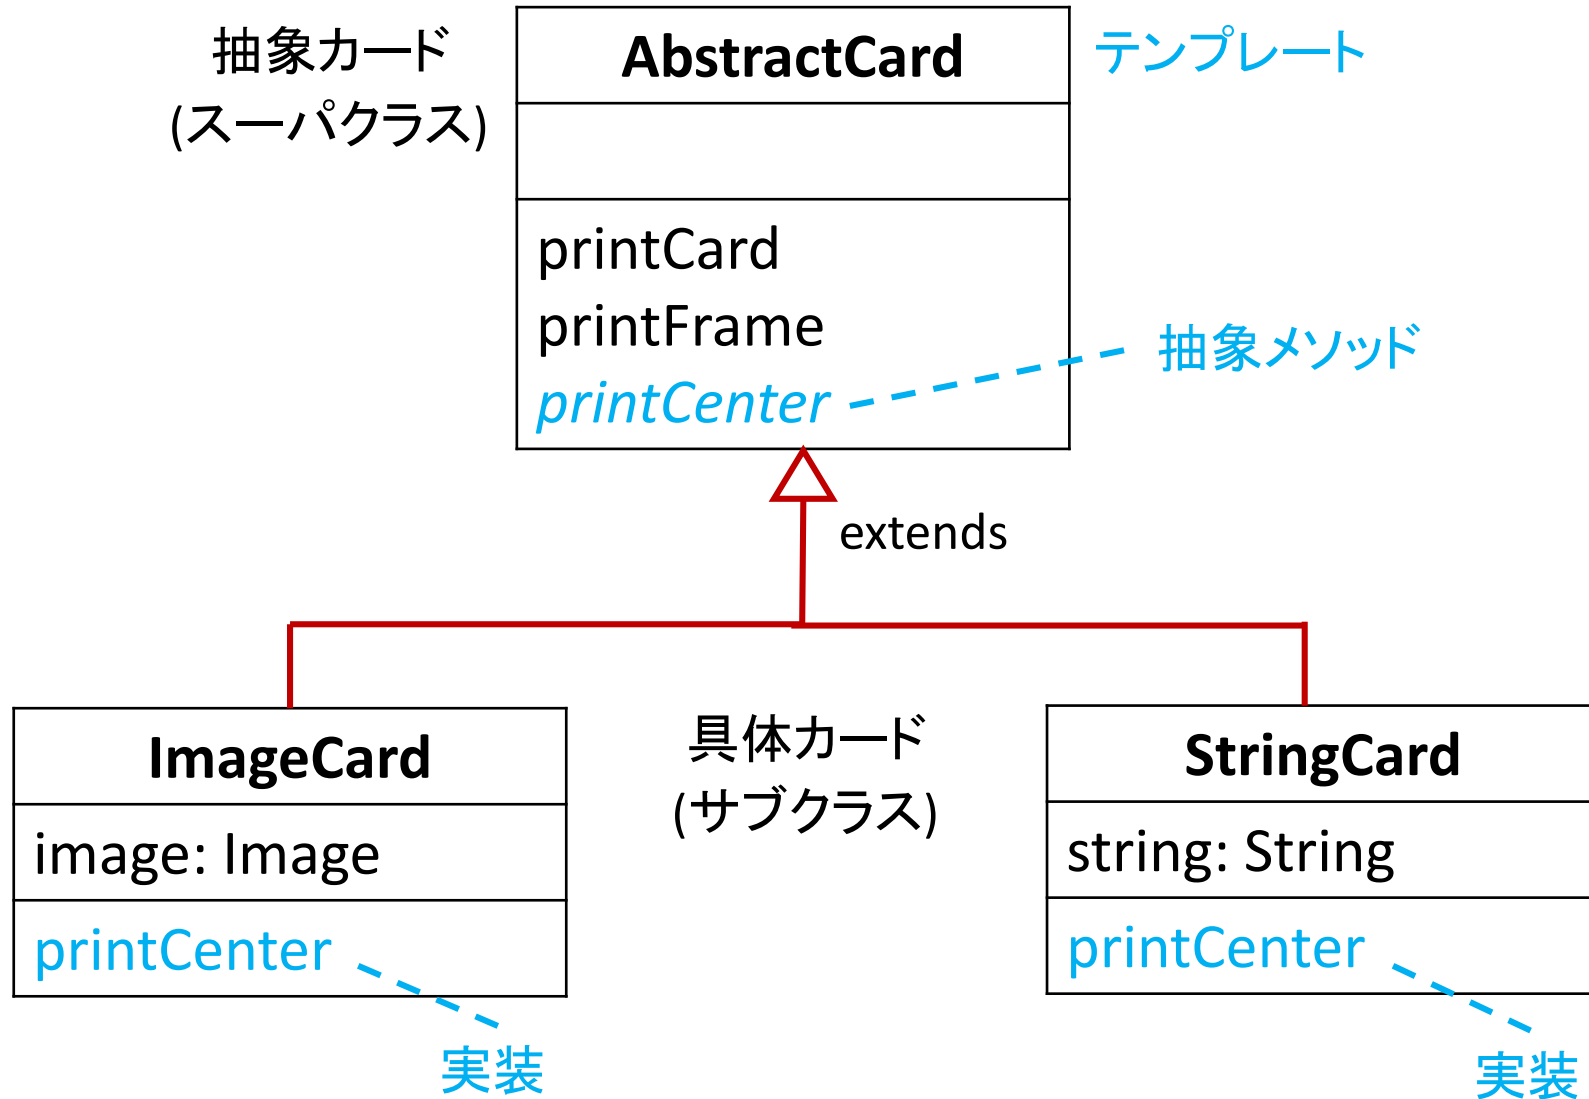 抽象カード
(スーパクラス)
AbstractCard
テンプレート
printCard
printFrame
printCenter
抽象メソッド
extends
ImageCard
image: Image
printCenter
実装
具体カード
(サブクラス)
StringCard
string: String
printCenter
実装